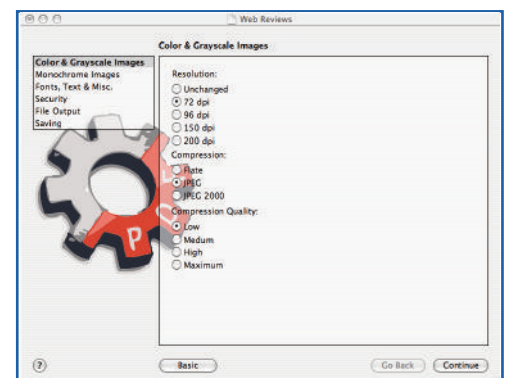 Web Reviews
Color & Grayscale Images
Color & Grayscale Images
Monochrome Images
Fonts, Text & Misc.
Security
File Output
Saving
Resolution:
Unchanged
72 dpi
96 dpi
150 dpi
200 dpi
Compression:
Flate
JPEG
JPEG 2000
Compression Quality:
Low
Medum
High
Maximum
P D F
?
Basic
Go Back
Continue